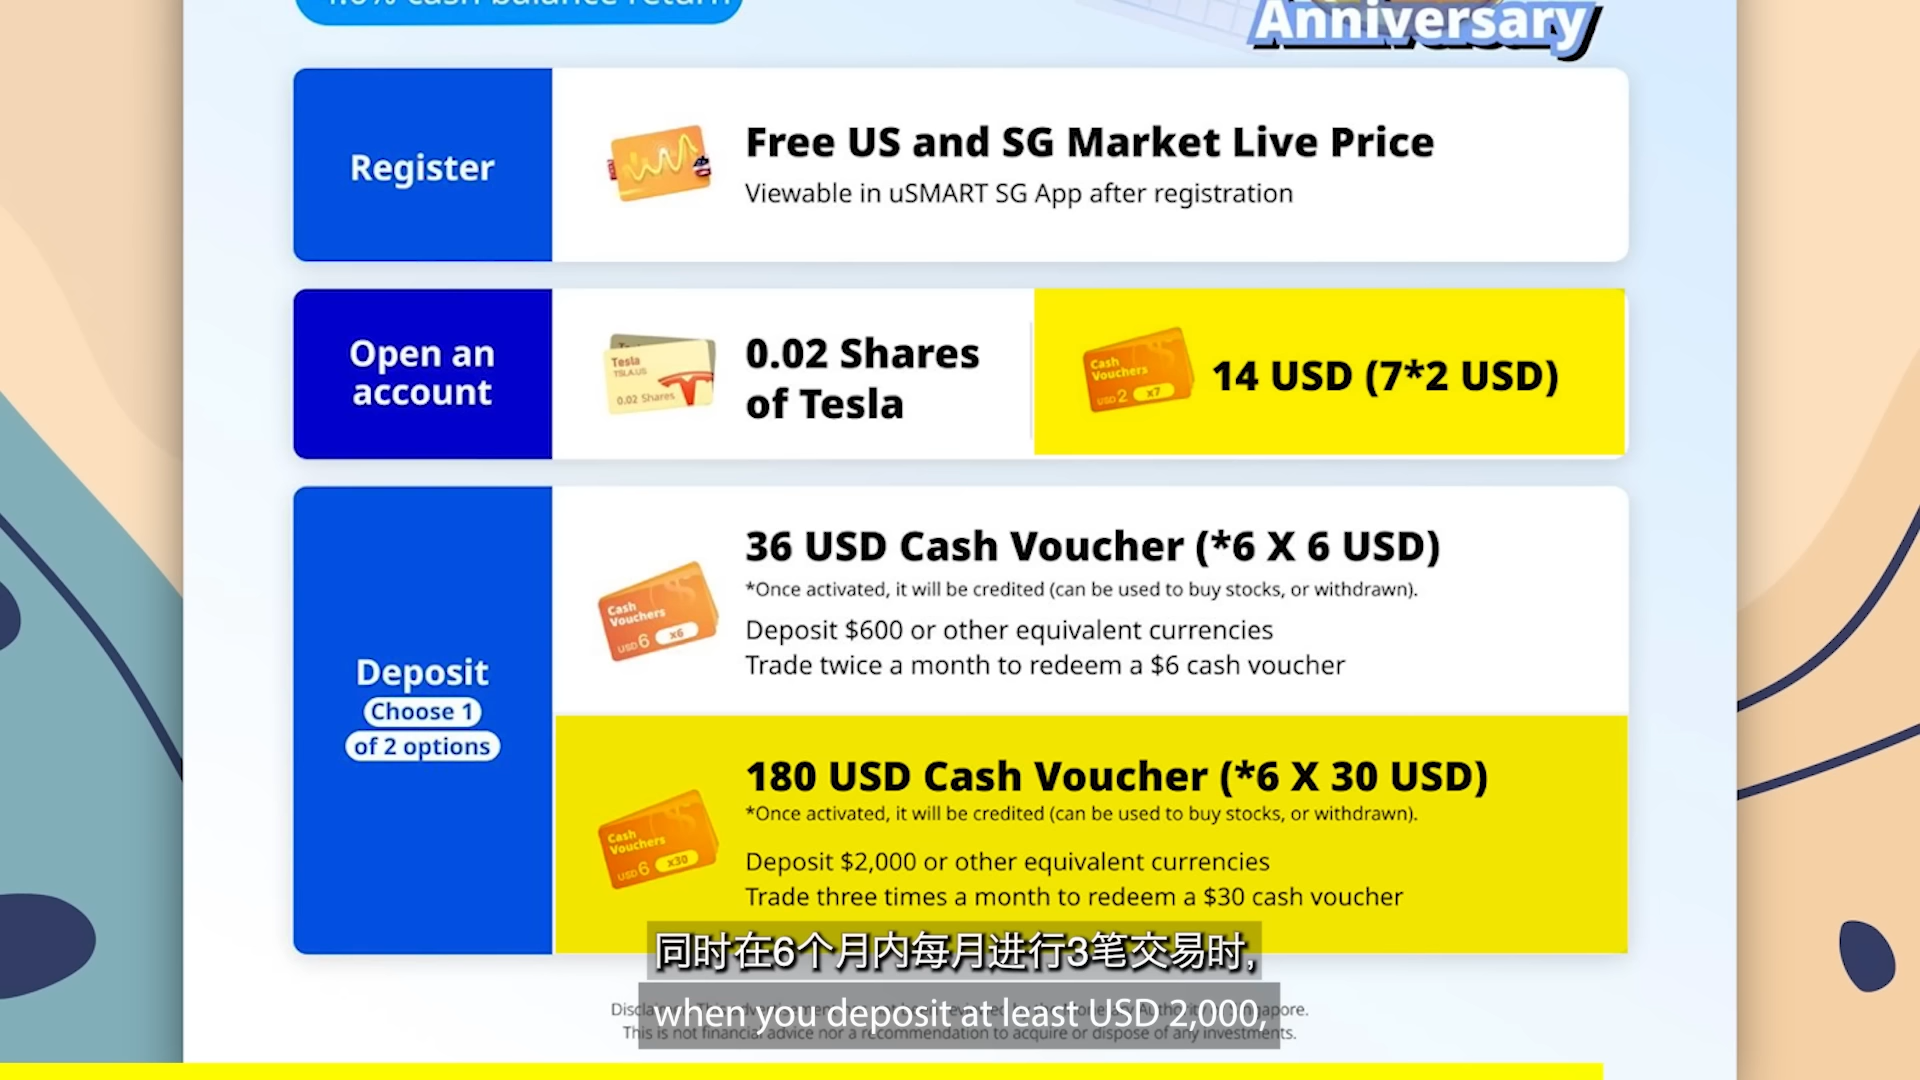 cash balance return
Anniversary
Register
Free US and SG Market Live Price
Viewable in uSMART SG App after registration
Open an
account
Tesla
TSLA.US
0.02 Shares
0.02 Shares
of Tesla
Cash
Vouchers
USD 2 x7
14 USD (7*2 USD)
Deposit
Choose 1
of 2 options
Cash
Vouchers
USD 6 x6
36 USD Cash Voucher (*6 X 6 USD)
*Once activated, it will be credited (can be used to buy stocks, or withdrawn).
Deposit $600 or other equivalent currencies
Trade twice a month to redeem a $6 cash voucher
Cash
Vouchers
USD 6 x30
180 USD Cash Voucher (*6 X 30 USD)
*Once activated, it will be credited (can be used to buy stocks, or withdrawn).
Deposit $2,000 or other equivalent currencies
Trade three times a month to redeem a $30 cash voucher
同时在6个月内每月进行3笔交易时,
when you deposit at least USD 2,000,
This is not financial advice nor a recommendation to acquire or dispose of any investments.